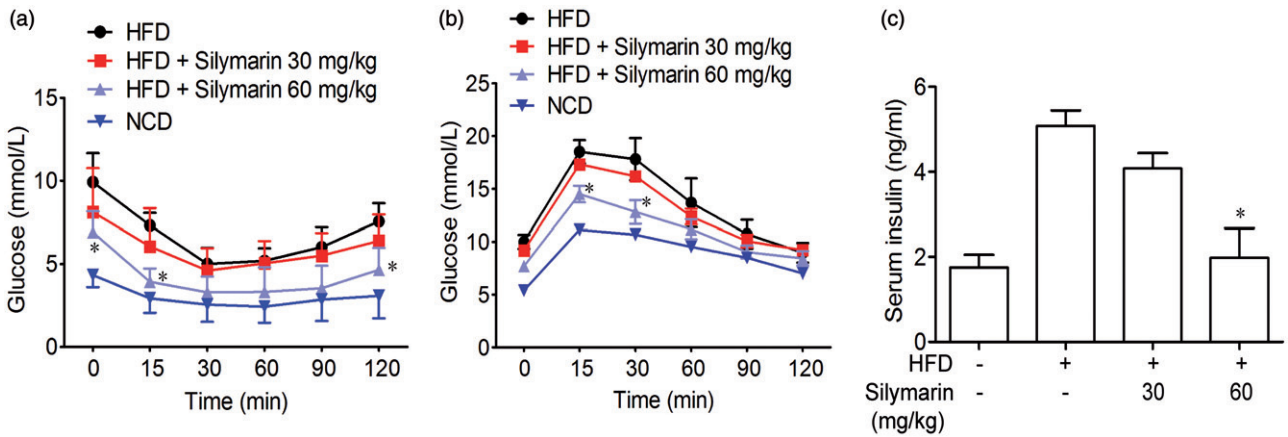 (a)
HFD
HFD + Silymarin 30 mg/kg
HFD + Silymarin 60 mg/kg
NCD
Glucose (mmol/L)
15
10
5
0
*
*
*
0 15 30 60 90 120
Time (min)
(b)
HFD
HFD + Silymarin 30 mg/kg
HFD + Silymarin 60 mg/kg
NCD
Glucose (mmol/L)
25
20
15
10
5
0
*
*
0 15 30 60 90 120
Time (min)
(c)
Serum insulin (ng/ml)
6
4
2
0
*
HFD - + + +
Silymarin - - 30 60
(mg/kg)